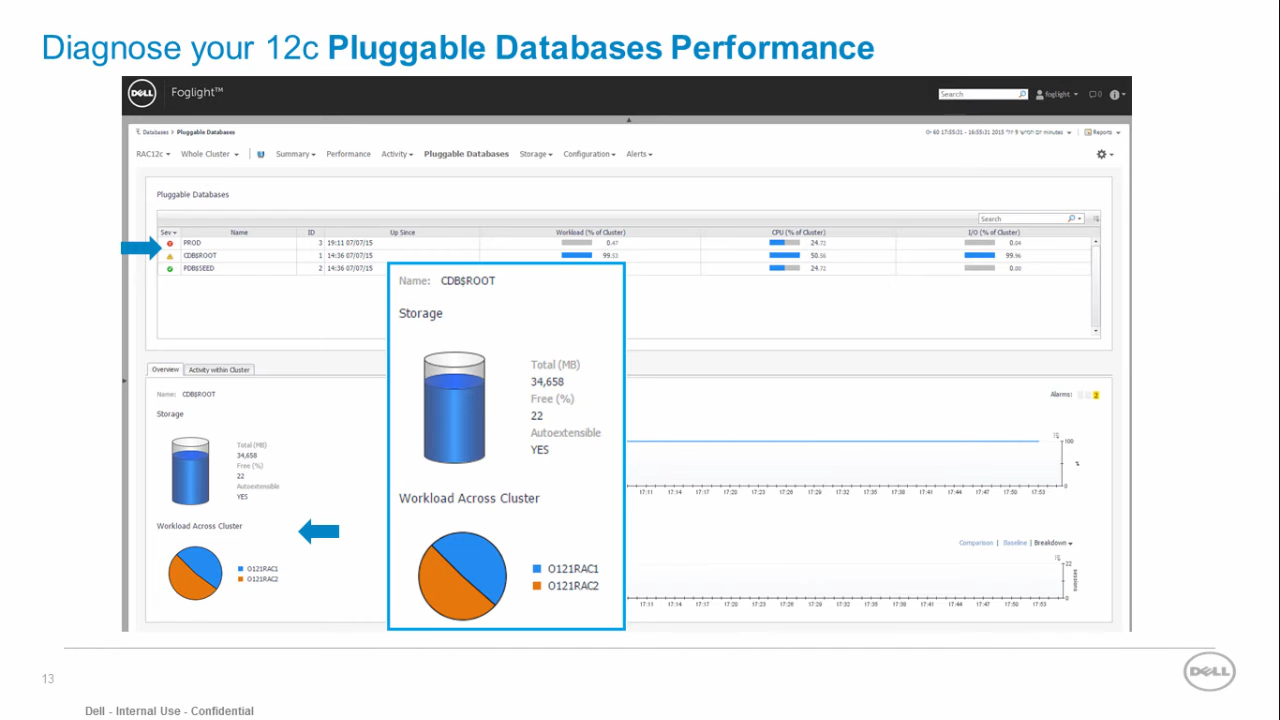 Diagnose your 12c Pluggable Databases Performance
DELL Foglight™
Search foglight 0
Databases > Pluggable Databases
Reports
RAC12c Whole Cluster Summary Performance Activity Pluggable Databases Storage Configuration Alerts
Pluggable Databases
Search
Sev Name ID Up Since Workload (% of Cluster) CPU (% of Cluster) I/O (% of Cluster)
PROD 3 19:11 07/07/15 0.47 24.72 0.04
CDB$ROOT 1 14:36 07/07/15 99.53 50.56 99.96
PDB$SEED 2 14:36 07/07/15 24.72 0.00
Name: CDB$ROOT
Storage
Total (MB)
34,658
Free (%)
22
Autoextensible
YES
Workload Across Cluster
O121RAC1
O121RAC2
Overview Activity within Cluster
Name: CDB$ROOT
Alarms: 2
Storage
Total (MB)
34,658
Free (%)
22
Autoextensible
YES
Workload Across Cluster
O121RAC1
O121RAC2
100
%
0
17:11 17:14 17:20 17:23 17:26 17:29 17:32 17:35 17:38 17:41 17:44 17:47 17:50 17:53
Comparison | Baseline | Breakdown
22
0
17:11 17:14 17:20 17:23 17:26 17:29 17:32 17:35 17:38 17:41 17:44 17:47 17:50 17:53
13
DELL
Dell - Internal Use - Confidential